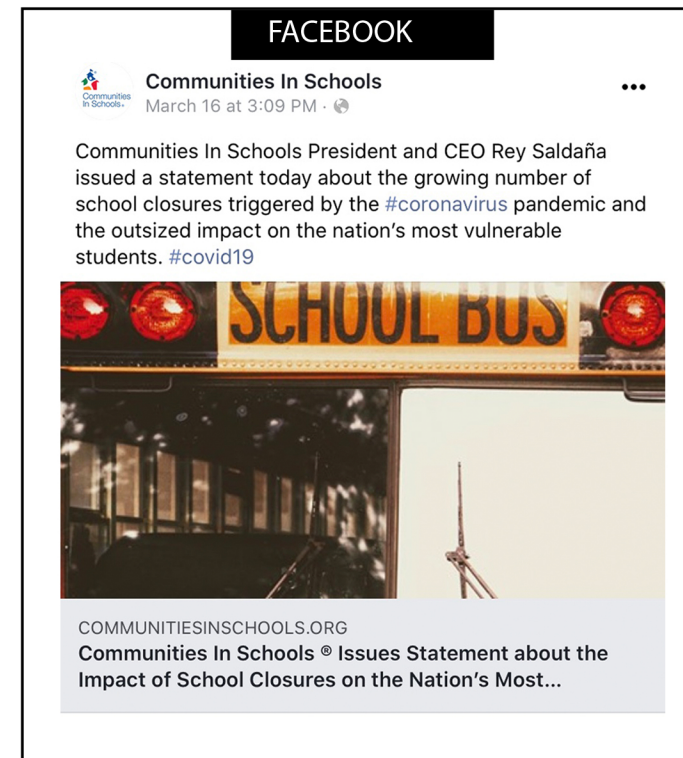 FACEBOOK
Communities
In Schools
Communities In Schools
March 16 at 3:09 PM ·
Communities In Schools President and CEO Rey Saldaña
issued a statement today about the growing number of
school closures triggered by the #coronavirus pandemic and
the outsized impact on the nation’s most vulnerable
students. #covid19
SCHOOL BUS
COMMUNITIESINSCHOOLS.ORG
Communities In Schools ® Issues Statement about the
Impact of School Closures on the Nation’s Most...